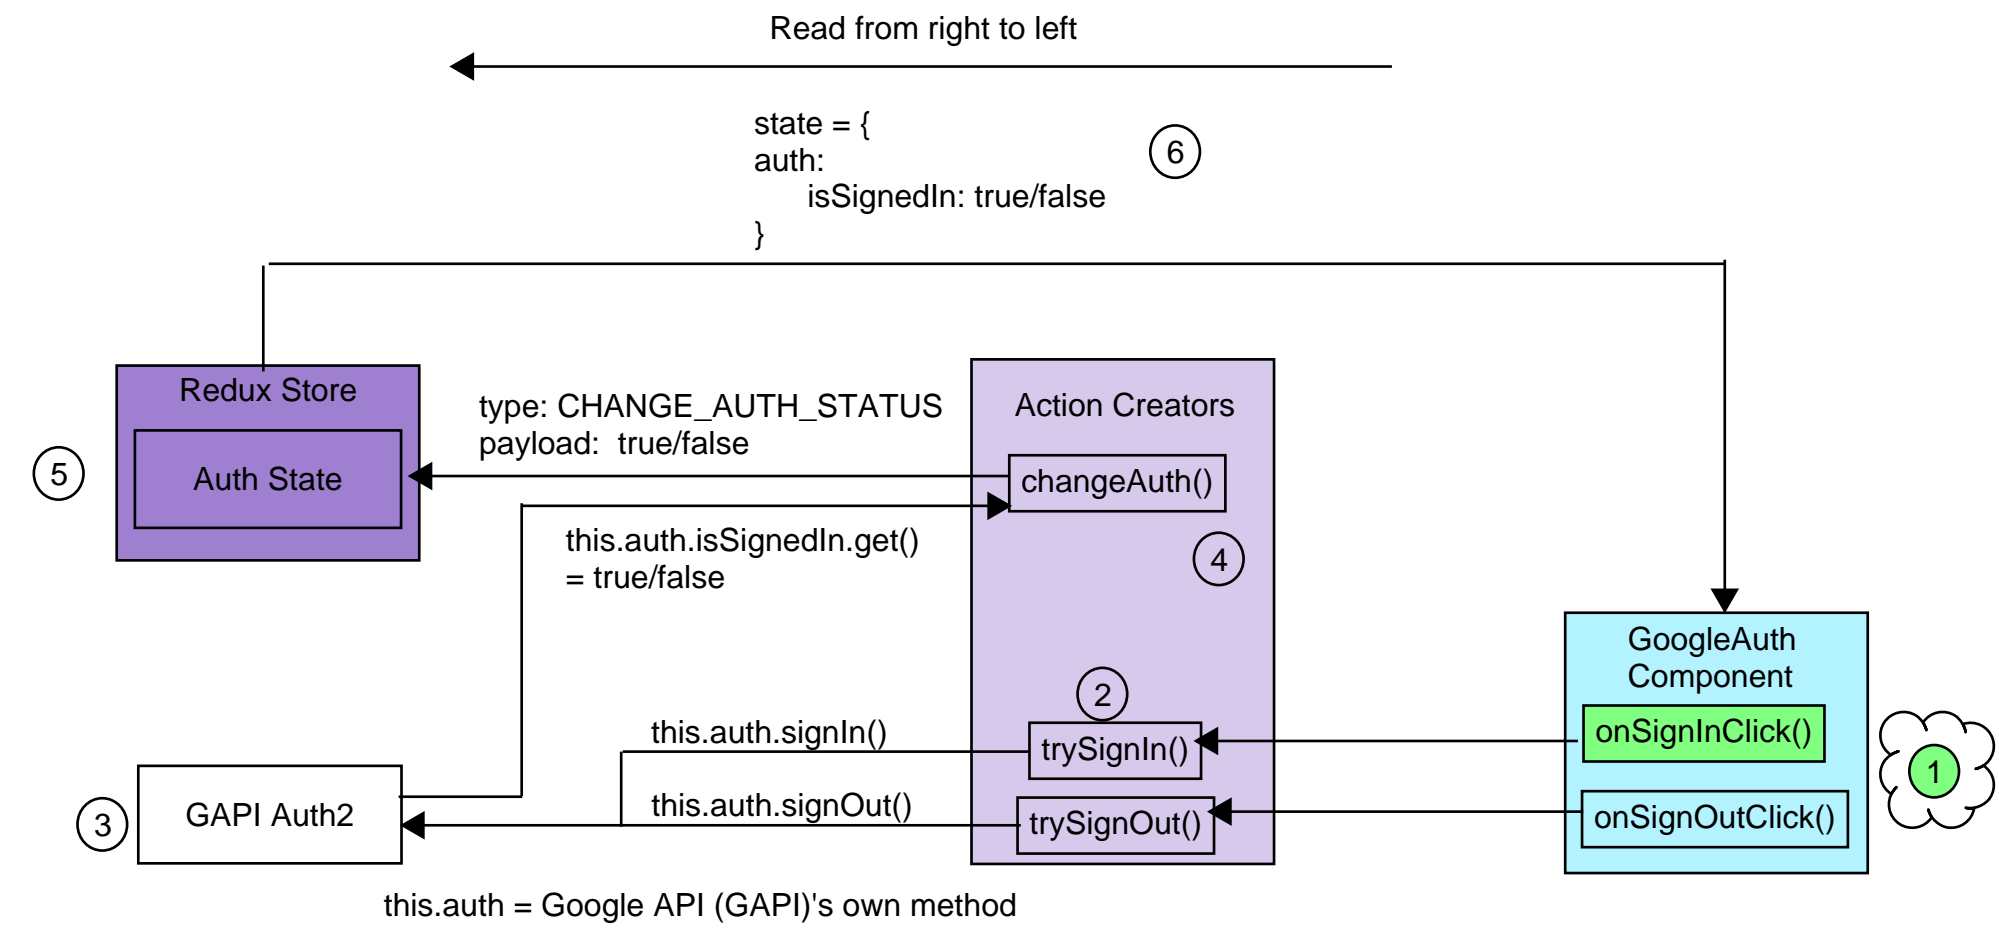 Read from right to left
state = {
auth:
isSignedIn: true/false
}
6
Redux Store
Auth State
5
type: CHANGE_AUTH_STATUS
payload:  true/false
Action Creators
changeAuth()
4
this.auth.isSignedIn.get()
= true/false
2
trySignIn()
trySignOut()
this.auth.signIn()
this.auth.signOut()
GoogleAuth
Component
onSignInClick()
onSignOutClick()
1
3
GAPI Auth2
this.auth = Google API (GAPI)'s own method